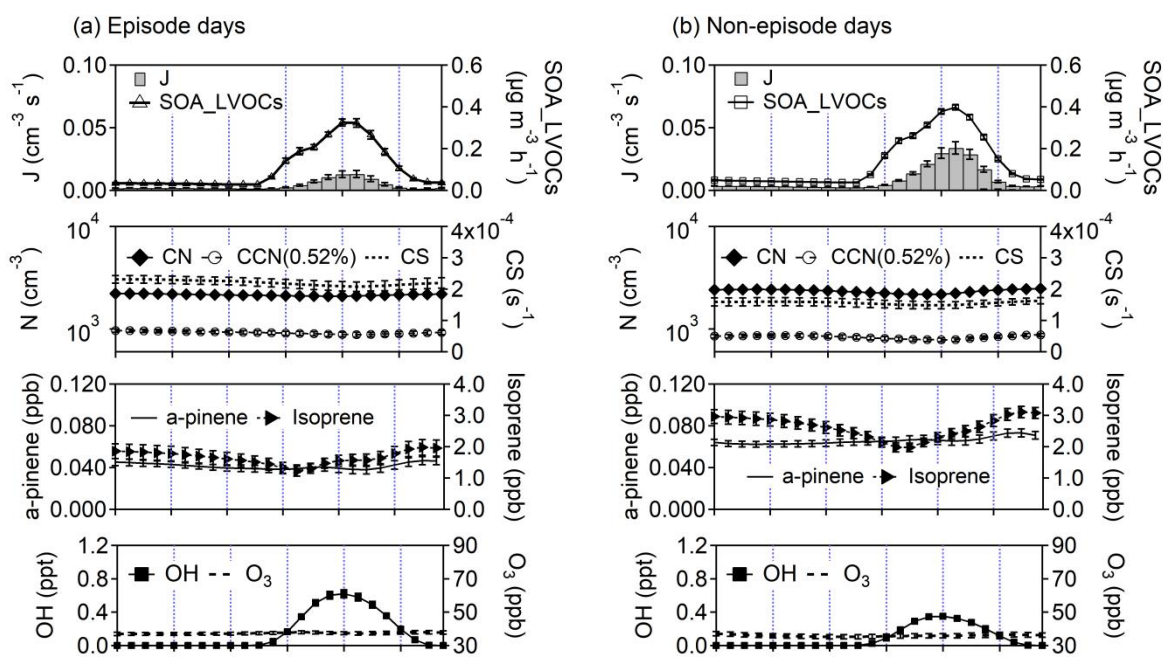 (a) Episode days
(b) Non-episode days
J (cm⁻³ s⁻¹)
0.10
0.05
0.00
J
SOA_LVOCs
0.6
0.4
0.2
0.0
SOA_LVOCs
(µg m⁻³ h⁻¹)
J (cm⁻³ s⁻¹)
0.10
0.05
0.00
J
SOA_LVOCs
0.6
0.4
0.2
0.0
SOA_LVOCs
(µg m⁻³ h⁻¹)
N (cm⁻³)
10⁴
10³
CN CCN(0.52%) CS
4x10⁻⁴
3
2
1
0
CS (s⁻¹)
N (cm⁻³)
10⁴
10³
CN CCN(0.52%) CS
4x10⁻⁴
3
2
1
0
CS (s⁻¹)
a-pinene (ppb)
0.120
0.080
0.040
0.000
a-pinene Isoprene
4.0
3.0
2.0
1.0
0.0
Isoprene (ppb)
a-pinene (ppb)
0.120
0.080
0.040
0.000
a-pinene Isoprene
4.0
3.0
2.0
1.0
0.0
Isoprene (ppb)
OH (ppt)
1.2
0.8
0.4
0.0
OH O₃
90
70
50
30
O₃ (ppb)
OH (ppt)
1.2
0.8
0.4
0.0
OH O₃
90
70
50
30
O₃ (ppb)